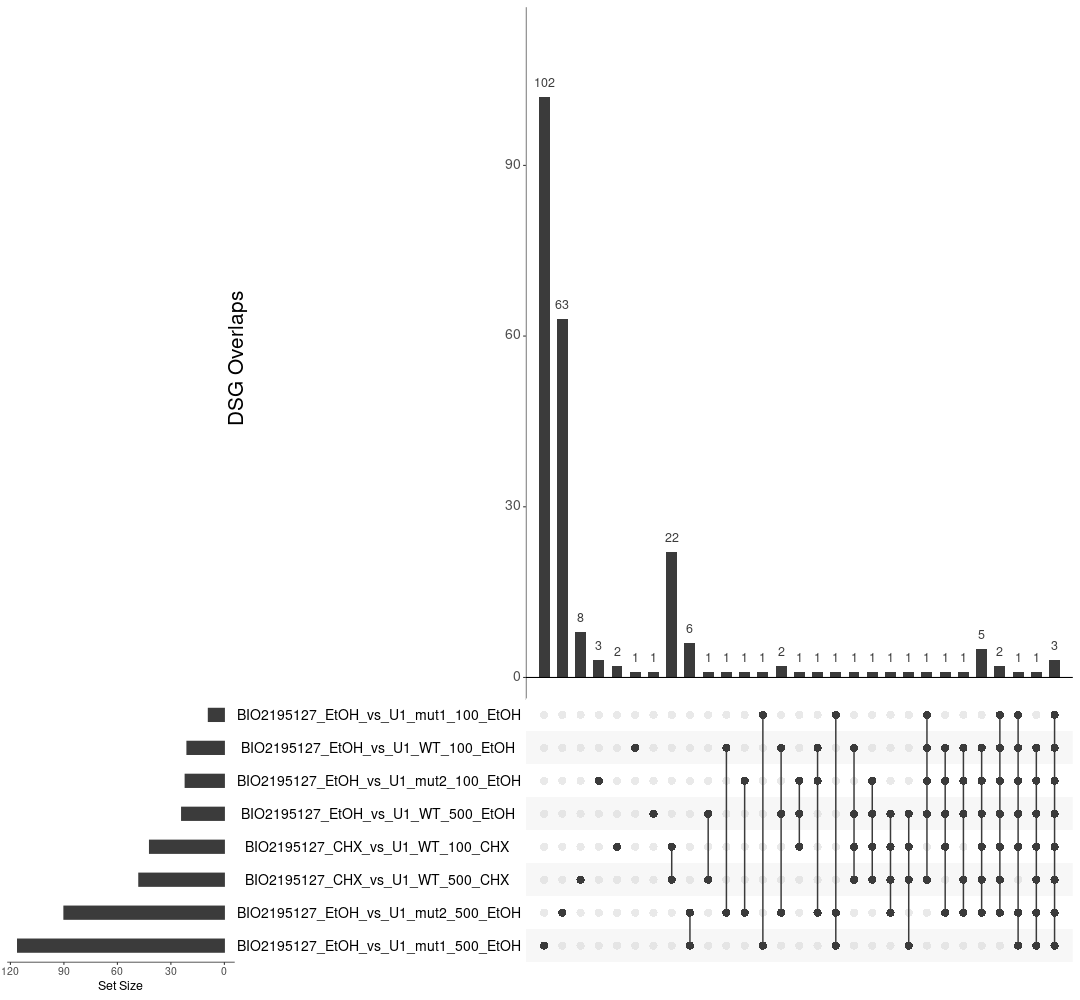 102
90
63
60
DSG Overlaps
30
22
8 3 2 1 1 6 1 1 1 1 2 1 1 1 1 1 1 1 1 1 1 5 2 1 1 3
0
BIO2195127_EtOH_vs_U1_mut1_100_EtOH
BIO2195127_EtOH_vs_U1_WT_100_EtOH
BIO2195127_EtOH_vs_U1_mut2_100_EtOH
BIO2195127_EtOH_vs_U1_WT_500_EtOH
BIO2195127_CHX_vs_U1_WT_100_CHX
BIO2195127_CHX_vs_U1_WT_500_CHX
BIO2195127_EtOH_vs_U1_mut2_500_EtOH
BIO2195127_EtOH_vs_U1_mut1_500_EtOH
120 90 60 30 0
Set Size